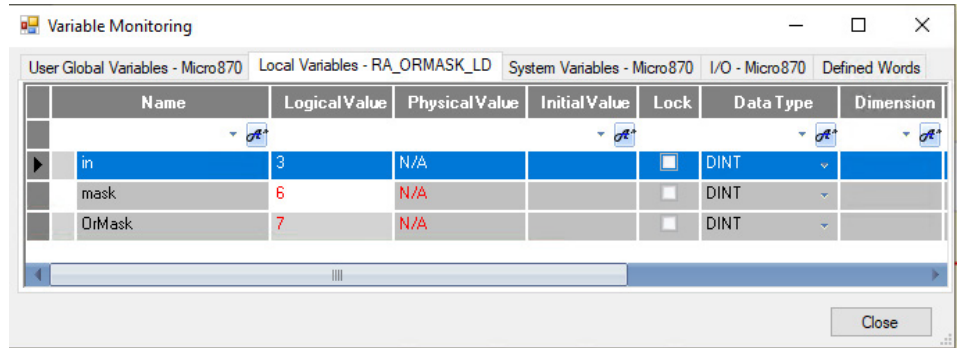 Variable Monitoring
User Global Variables - Micro870 Local Variables - RA_ORMASK_LD System Variables - Micro870 I/O - Micro870 Defined Words
Name Logical Value Physical Value Initial Value Lock Data Type Dimension
in 3 N/A DINT
mask 6 N/A DINT
OrMask 7 N/A DINT
Close